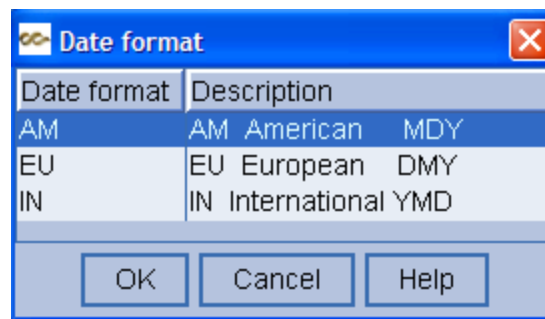 Date format
Date format Description
AM AM American MDY
EU EU European DMY
IN IN International YMD
OK Cancel Help